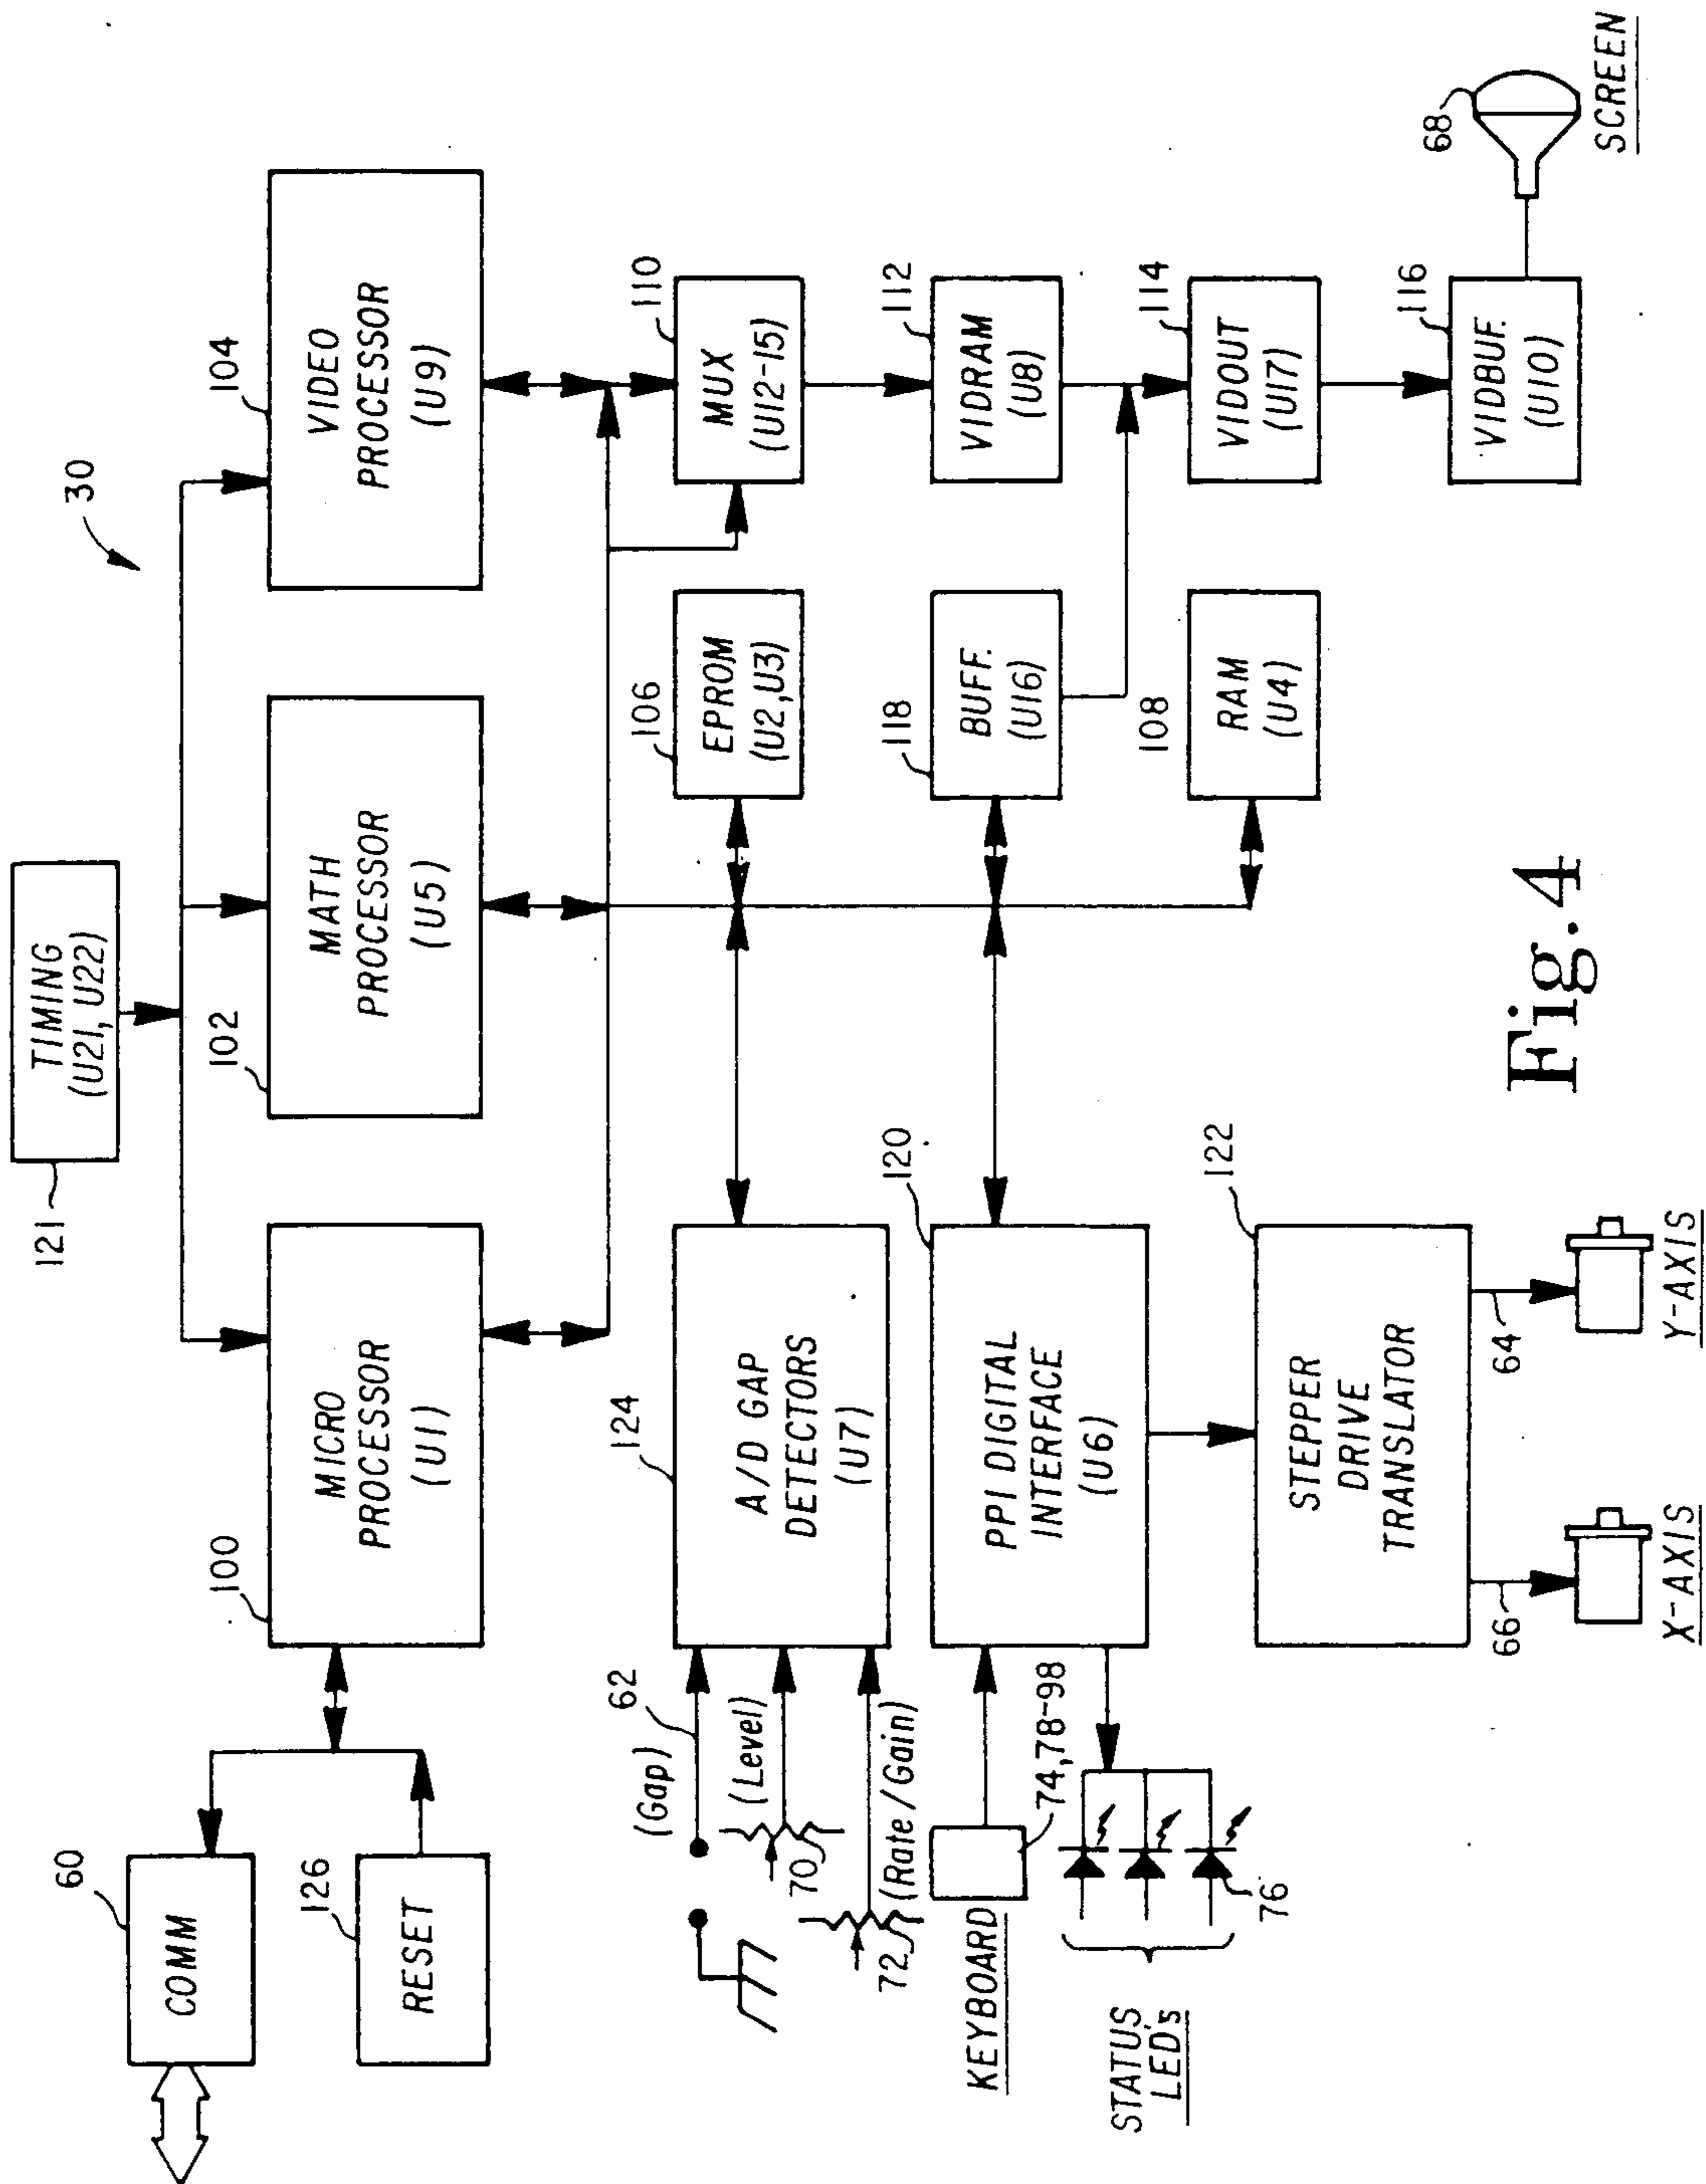 121
TIMING
(U21, U22)
30
100
MICRO
PROCESSOR
(U1)
102
MATH
PROCESSOR
(U5)
104
VIDEO
PROCESSOR
(U9)
60
COMM
126
RESET
(Gap)
62
(Level)
70
(Rate/Gain)
72
124
A/D GAP
DETECTORS
(U7)
106
EPROM
(U2,U3)
110
MUX
(U12-15)
KEYBOARD
74,78-98
STATUS
LED's
76
120
PPI DIGITAL
INTERFACE
(U6)
118
BUFF.
(U16)
112
VIDRAM
(U8)
122
STEPPER
DRIVE
TRANSLATOR
108
RAM
(U4)
114
VIDOUT
(U17)
116
VIDBUF.
(U10)
66
X-AXIS
64
Y-AXIS
68
SCREEN
Fig.4